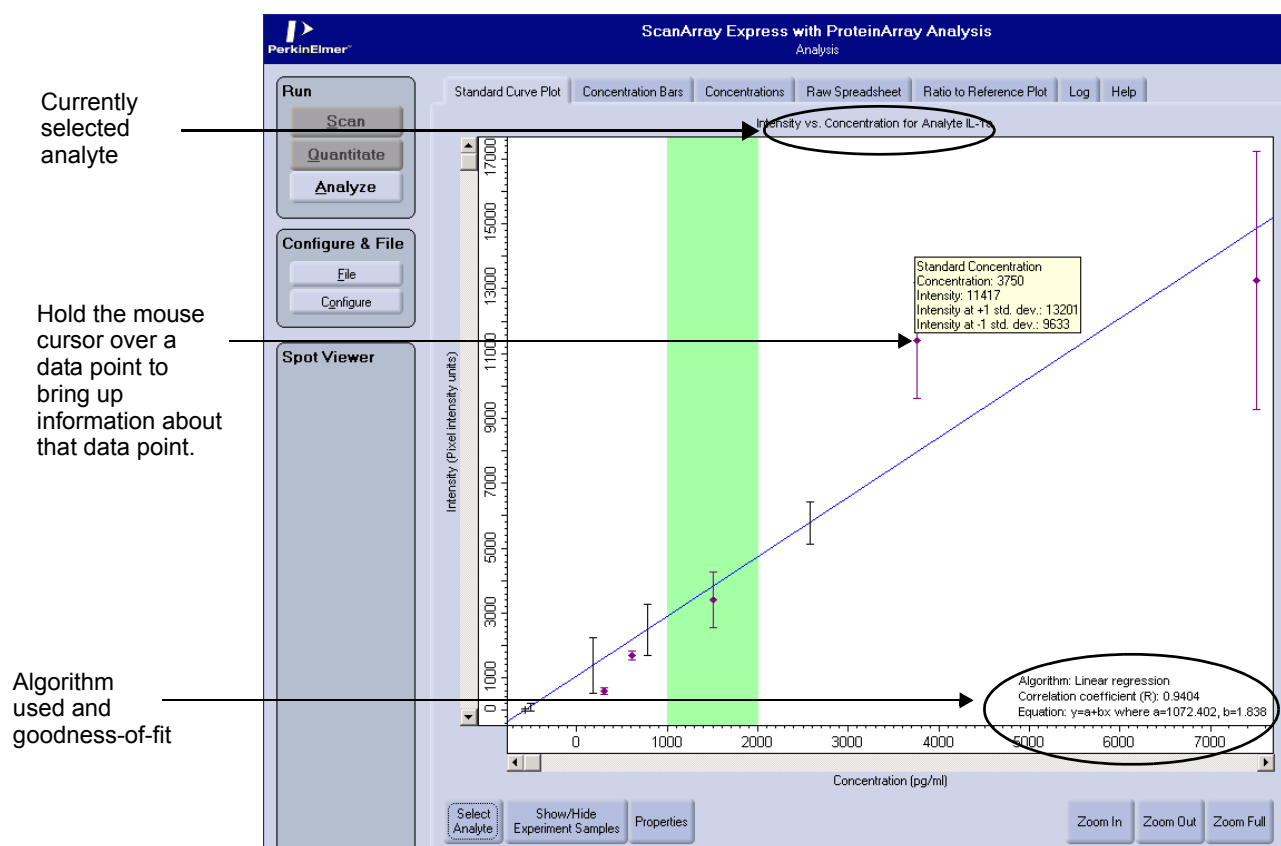 PerkinElmer™
ScanArray Express with ProteinArray Analysis
Analysis
Currently
selected
analyte
Hold the mouse
cursor over a
data point to
bring up
information about
that data point.
Algorithm
used and
goodness-of-fit
Run
Scan
Quantitate
Analyze
Configure & File
File
Configure
Spot Viewer
Standard Curve Plot
Concentration Bars
Concentrations
Raw Spreadsheet
Ratio to Reference Plot
Log
Help
Intensity vs. Concentration for Analyte
Intensity (Pixel intensity units)
17000
15000
13000
11000
9000
7000
5000
3000
1000
0
Standard Concentration
Concentration: 3750
Intensity: 11417
Intensity at +1 std. dev.: 13201
Intensity at -1 std. dev.: 9633
Algorithm: Linear regression
Correlation coefficient (R): 0.9404
Equation: y=a+bx where a=1072.402, b=1.838
0
1000
2000
3000
4000
5000
6000
7000
Concentration (pg/ml)
Select
Analyte
Show/Hide
Experiment Samples
Properties
Zoom In
Zoom Out
Zoom Full